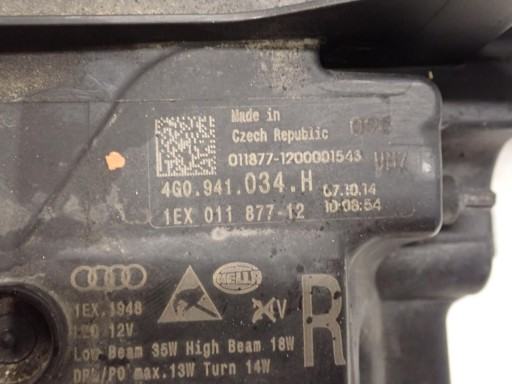 Made in
Czech Republic
011877-1200001543
4G0.941.034.H
07.10.14
1EX 011 877-12
10:08:54
HELLA
1EX.1948
12V
R
Low Beam 35W High Beam 18W
DRL/PO max.13W Turn 14W